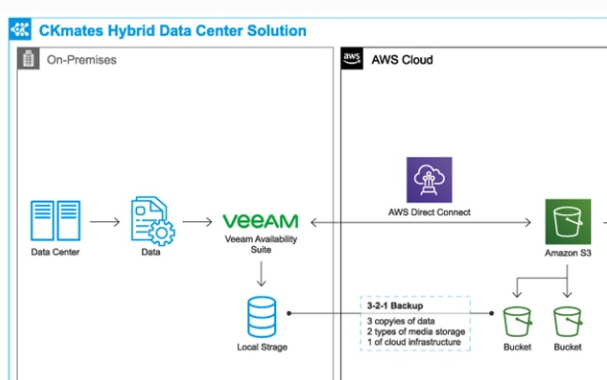 CKmates Hybrid Data Center Solution
On-Premises
aws
AWS Cloud
AWS Direct Connect
Data Center
Data
veeAM
Veeam Availability
Suite
Amazon S3
3-2-1 Backup
3 copyies of data
2 types of media storage
1 of cloud infrastructure
Local Strage
Bucket
Bucket